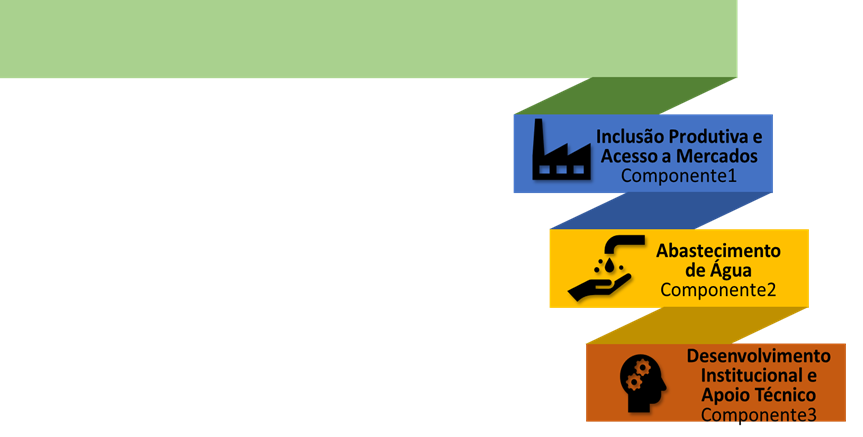 Inclusão Produtiva e
Acesso a Mercados
Componente1
Abastecimento
de Água
Componente2
Desenvolvimento
Institucional e
Apoio Técnico
Componente3